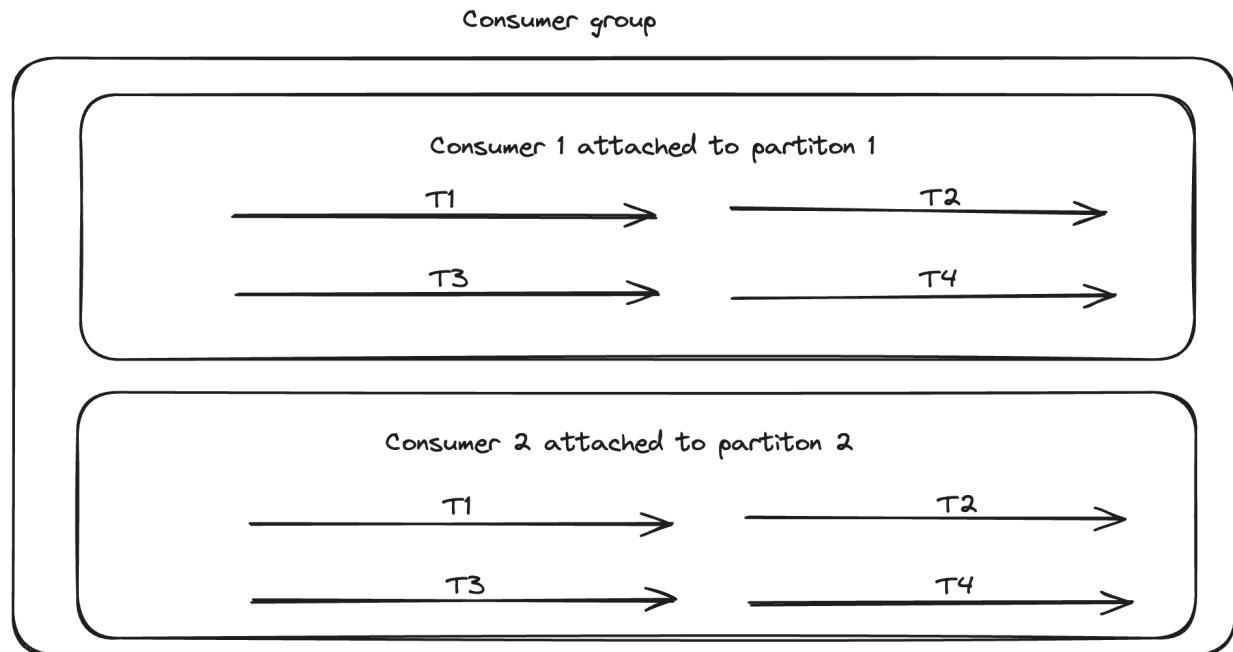 Consumer group
Consumer 1 attached to partiton 1
T1 T2
T3 T4
Consumer 2 attached to partiton 2
T1 T2
T3 T4